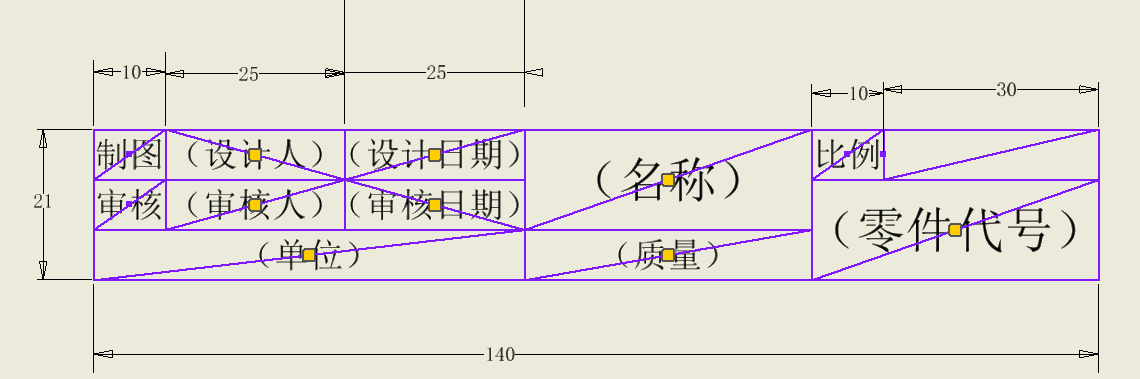 10 25 25 10 30
制图 （设计人） （设计日期） （名称） 比例
21
审核 （审核人） （审核日期） （零件代号）
（单位） （质量）
140